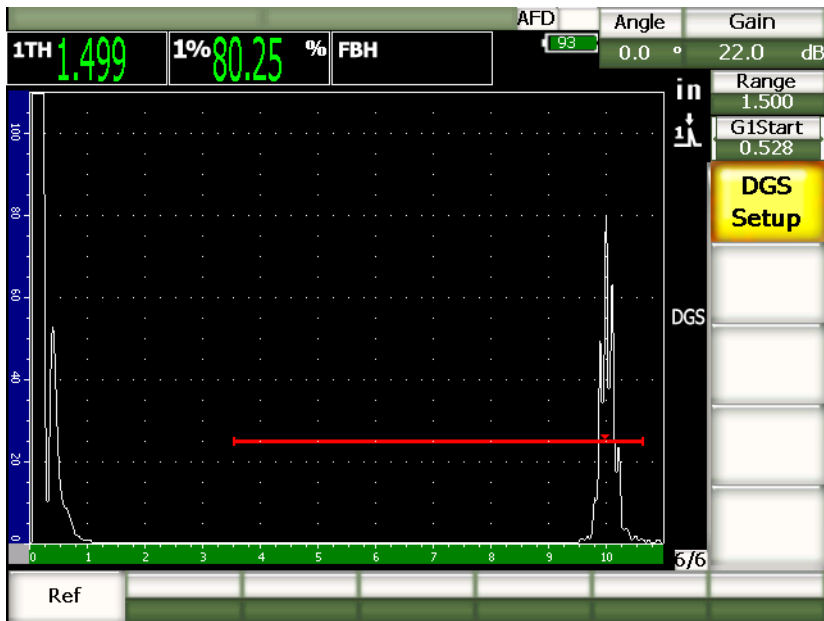 AFD
Angle
Gain
1TH 1.499
1% 80.25 %
FBH
93
0.0 °
22.0 dB
in
Range
1.500
1
G1Start
0.528
DGS Setup
DGS
100
80
60
40
20
0
0 1 2 3 4 5 6 7 8 9 10
6/6
Ref